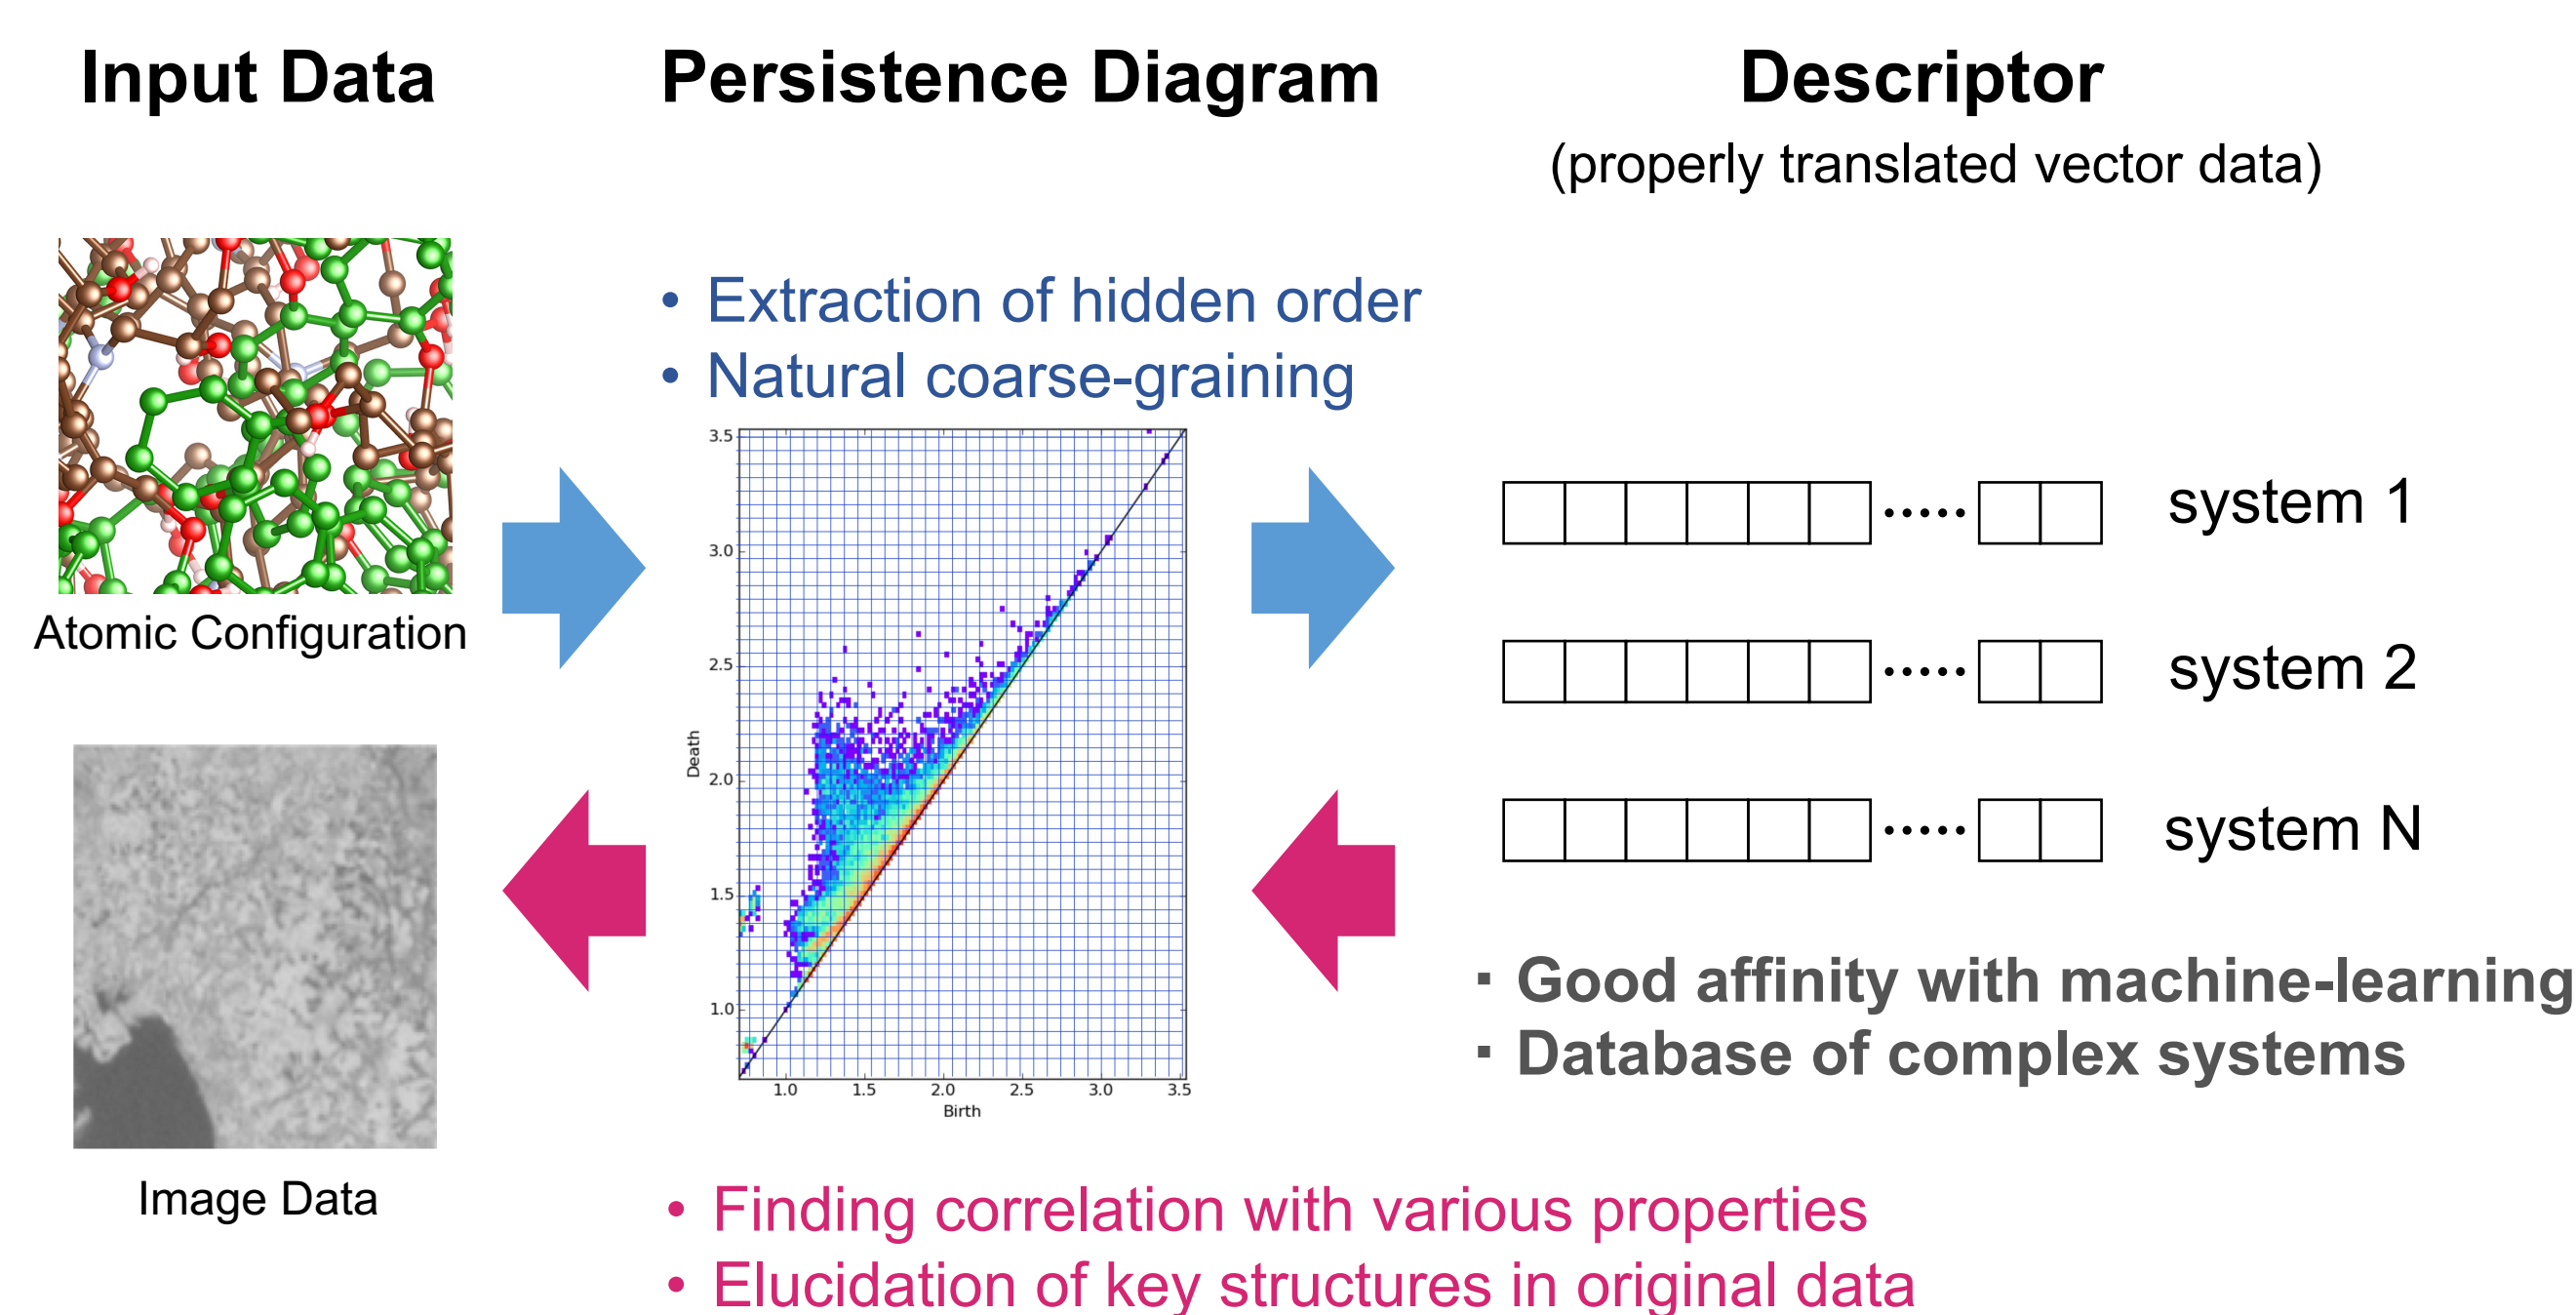 Input Data
Persistence Diagram
Descriptor
(properly translated vector data)
Atomic Configuration
Image Data
• Extraction of hidden order
• Natural coarse-graining
3.5
3.0
2.5
2.0
1.5
1.0
Death
1.0 1.5 2.0 2.5 3.0 3.5
Birth
• Finding correlation with various properties
• Elucidation of key structures in original data
system 1
system 2
system N
▪ Good affinity with machine-learning
▪ Database of complex systems